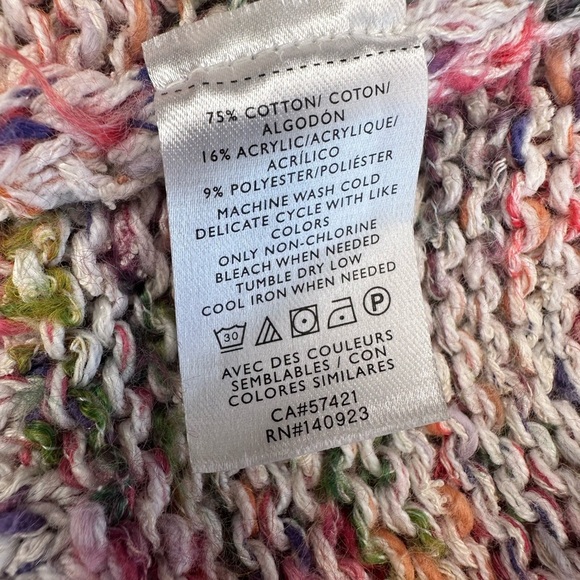 75% COTTON/ COTON/
ALGODÓN
16% ACRYLIC/ACRYLIQUE/
ACRÍLICO
9% POLYESTER/POLIÉSTER
MACHINE WASH COLD
DELICATE CYCLE WITH LIKE
COLORS
ONLY NON-CHLORINE
BLEACH WHEN NEEDED
TUMBLE DRY LOW
COOL IRON WHEN NEEDED
30 P
AVEC DES COULEURS
SEMBLABLES / CON
COLORES SIMILARES
CA#57421
RN#140923